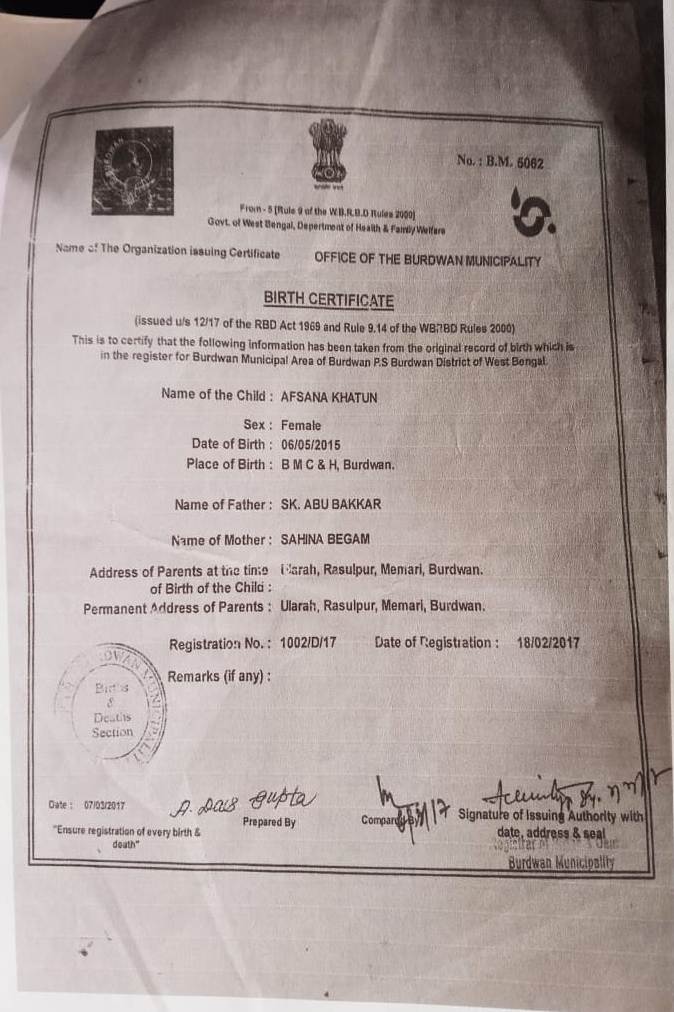 BURDWAN
No. : B.M. 5062
From - 5 [Rule 9 of the W.B.R.B.D Rules 2000]
Govt. of West Bengal, Depertment of Health & Family Welfare
Name of The Organization issuing Certificate OFFICE OF THE BURDWAN MUNICIPALITY
BIRTH CERTIFICATE
(issued u/s 12/17 of the RBD Act 1969 and Rule 9.14 of the WBRBD Rules 2000)
This is to certify that the following information has been taken from the original record of birth which is
in the register for Burdwan Municipal Area of Burdwan P.S Burdwan District of West Bengal.
Name of the Child : AFSANA KHATUN
Sex : Female
Date of Birth : 06/05/2015
Place of Birth : B M C & H, Burdwan.
Name of Father : SK. ABU BAKKAR
Name of Mother : SAHINA BEGAM
Address of Parents at the time Ularah, Rasulpur, Memari, Burdwan.
of Birth of the Child :
Permanent Address of Parents : Ularah, Rasulpur, Memari, Burdwan.
Registration No. : 1002/D/17 Date of Registration : 18/02/2017
Remarks (if any) :
BURDWAN MUNICIPALITY
Births
&
Deaths
Section
Date : 07/03/2017
A. Das Gupta
Prepared By
Compared By
Signature of Issuing Authority with
date, address & seal
"Ensure registration of every birth &
death"
Burdwan Municipality